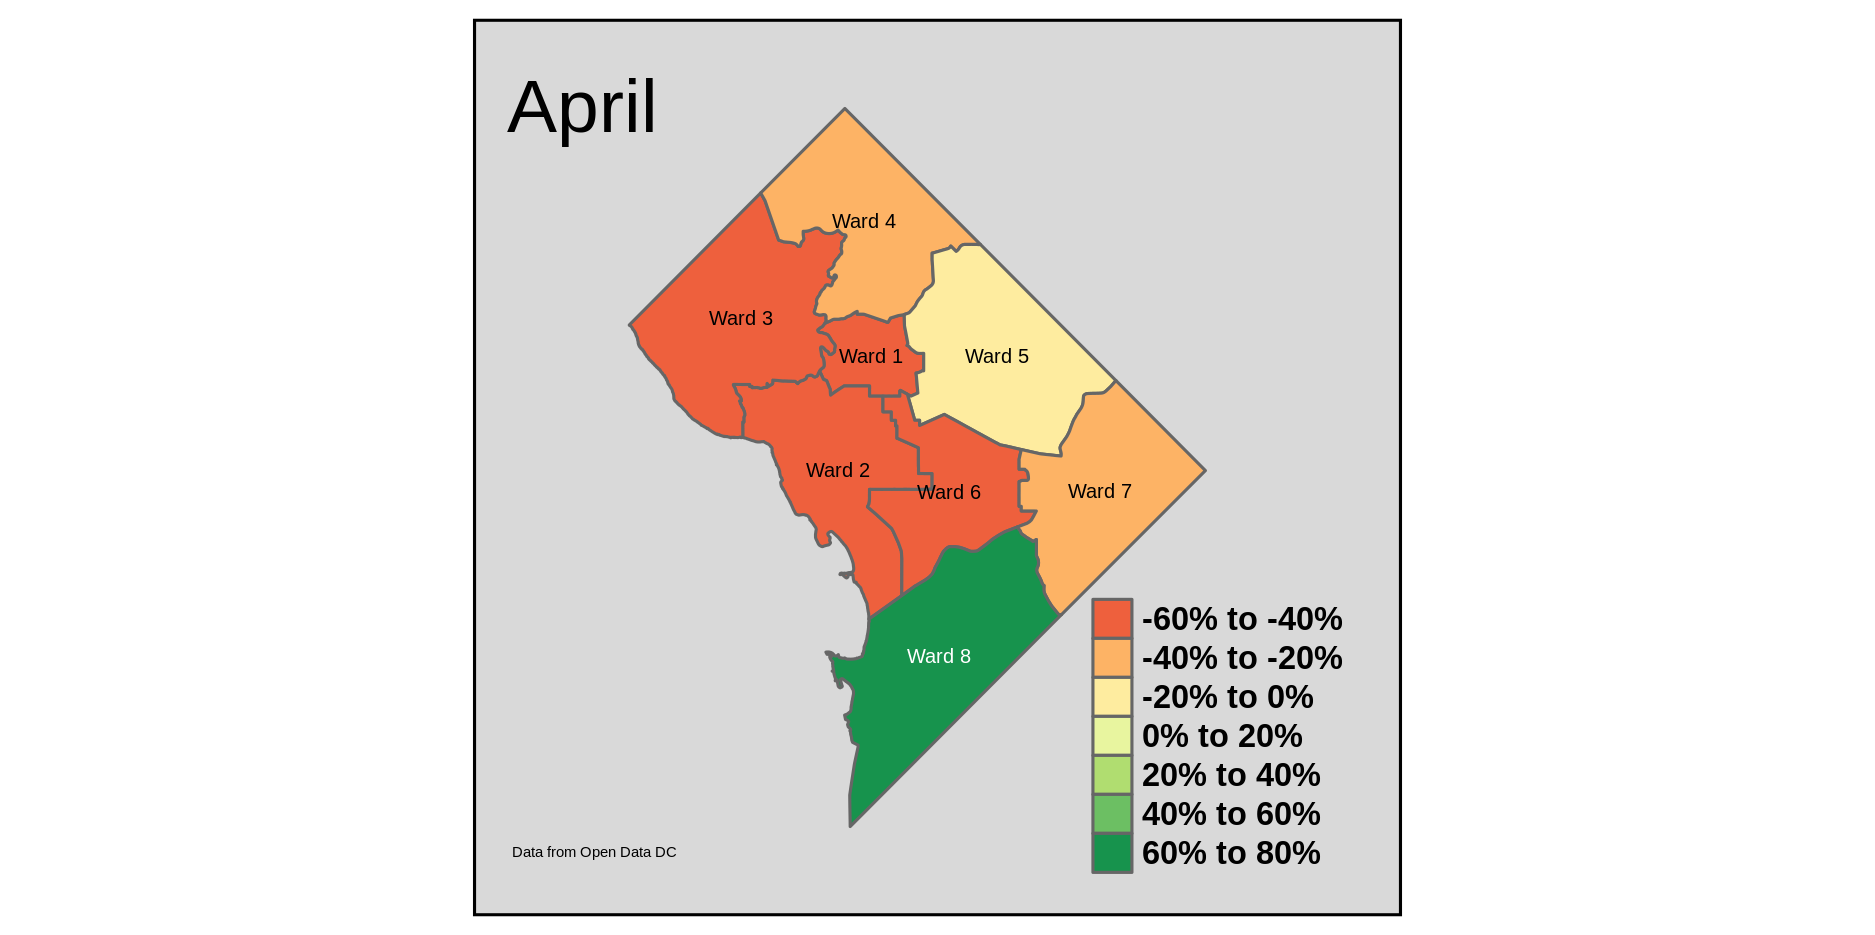 April
Ward 4
Ward 3
Ward 1
Ward 5
Ward 2
Ward 6
Ward 7
Ward 8
-60% to -40%
-40% to -20%
-20% to 0%
0% to 20%
20% to 40%
40% to 60%
60% to 80%
Data from Open Data DC